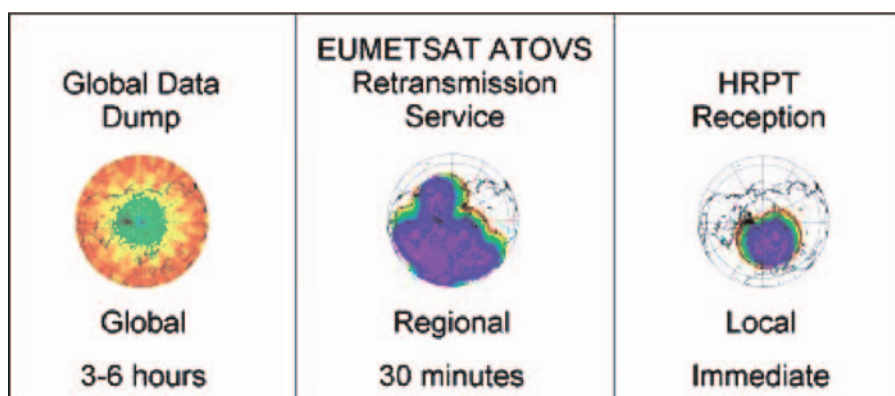 Global Data
Dump
Global
3-6 hours
EUMETSAT ATOVS
Retransmission
Service
Regional
30 minutes
HRPT
Reception
Local
Immediate